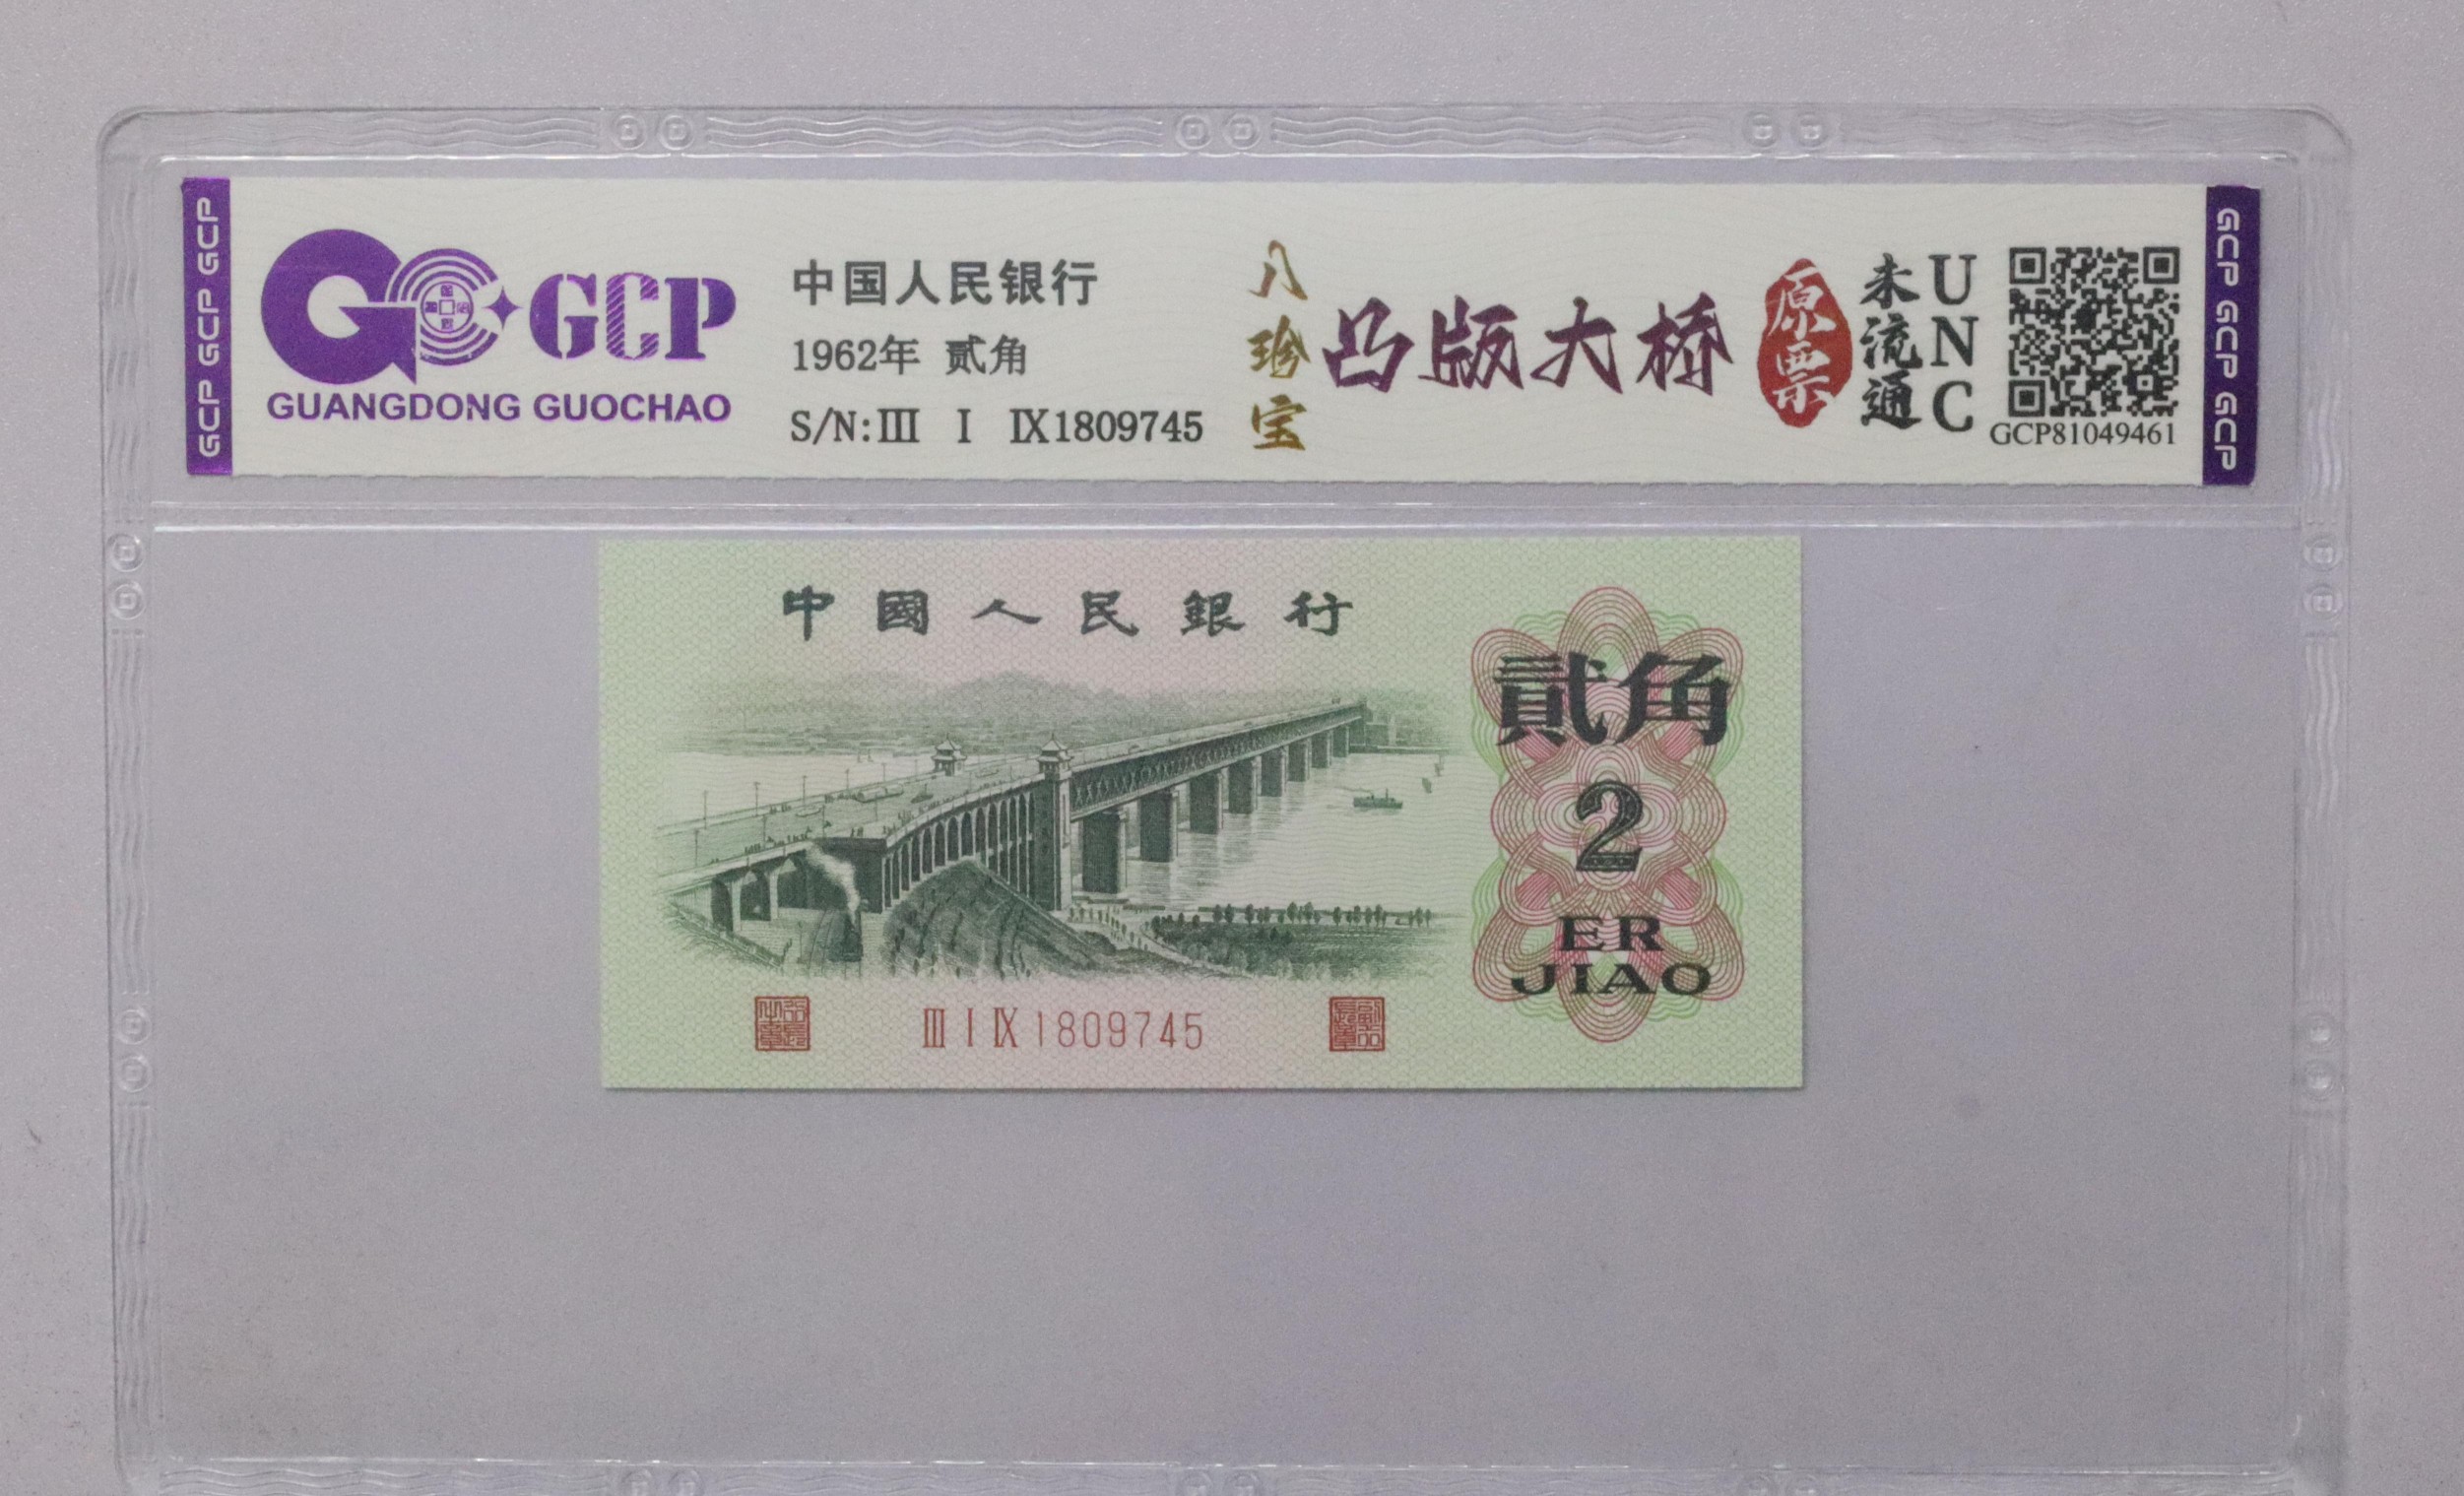 GCP GCP GCP
GCP
GUANGDONG GUOCHAO
中国人民银行
1962年 贰角
S/N:Ⅲ Ⅰ Ⅸ1809745
八珍宝
凸版大桥
原票
未流通
UNC
GCP81049461
GCP GCP GCP
中國人民銀行
貳角
2
ER
JIAO
Ⅲ Ⅰ Ⅸ 1809745